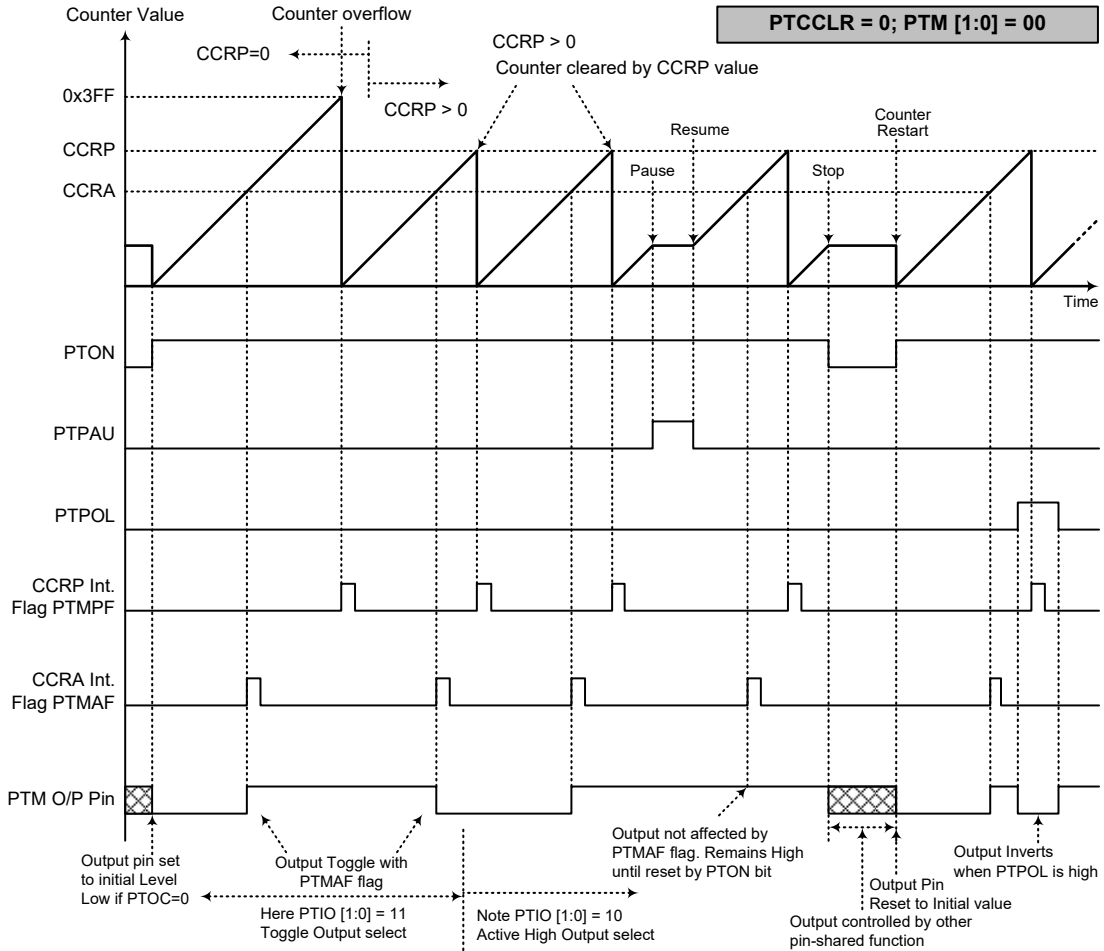 Counter Value
Counter overflow
PTCCLR = 0; PTM [1:0] = 00
CCRP=0
CCRP > 0
CCRP > 0
Counter cleared by CCRP value
0x3FF
CCRP
CCRA
Pause
Resume
Stop
Counter
Restart
Time
PTON
PTPAU
PTPOL
CCRP Int.
Flag PTMPF
CCRA Int.
Flag PTMAF
PTM O/P Pin
Output pin set
to initial Level
Low if PTOC=0
Output Toggle with
PTMAF flag
Here PTIO [1:0] = 11
Toggle Output select
Note PTIO [1:0] = 10
Active High Output select
Output not affected by
PTMAF flag. Remains High
until reset by PTON bit
Output Pin
Reset to Initial value
Output controlled by other
pin-shared function
Output Inverts
when PTPOL is high